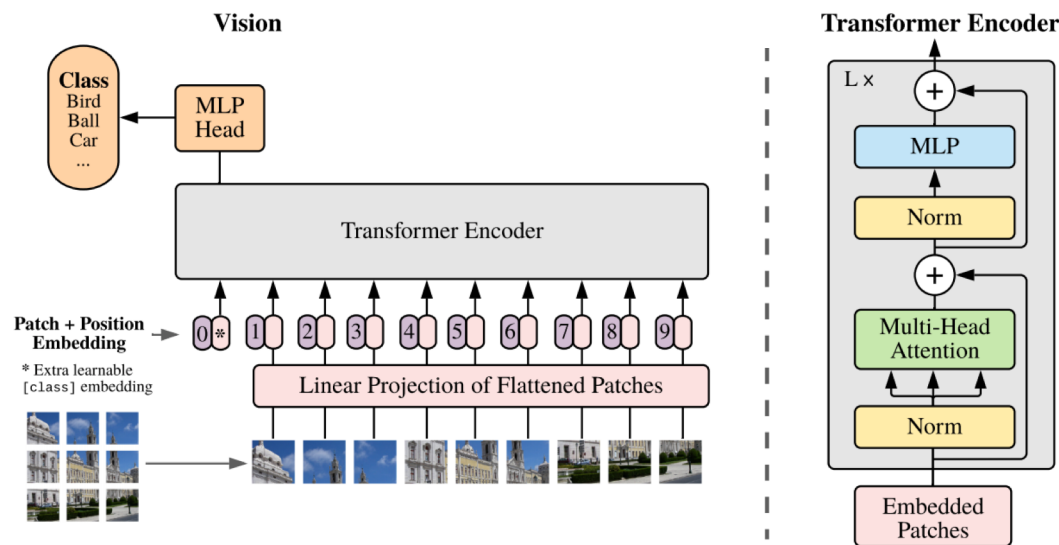 Vision
Class
Bird
Ball
Car
...
MLP
Head
Transformer Encoder
Patch + Position
Embedding
* Extra learnable
[class] embedding
0 * 1 2 3 4 5 6 7 8 9
Linear Projection of Flattened Patches
Transformer Encoder
L ×
+
MLP
Norm
+
Multi-Head
Attention
Norm
Embedded
Patches